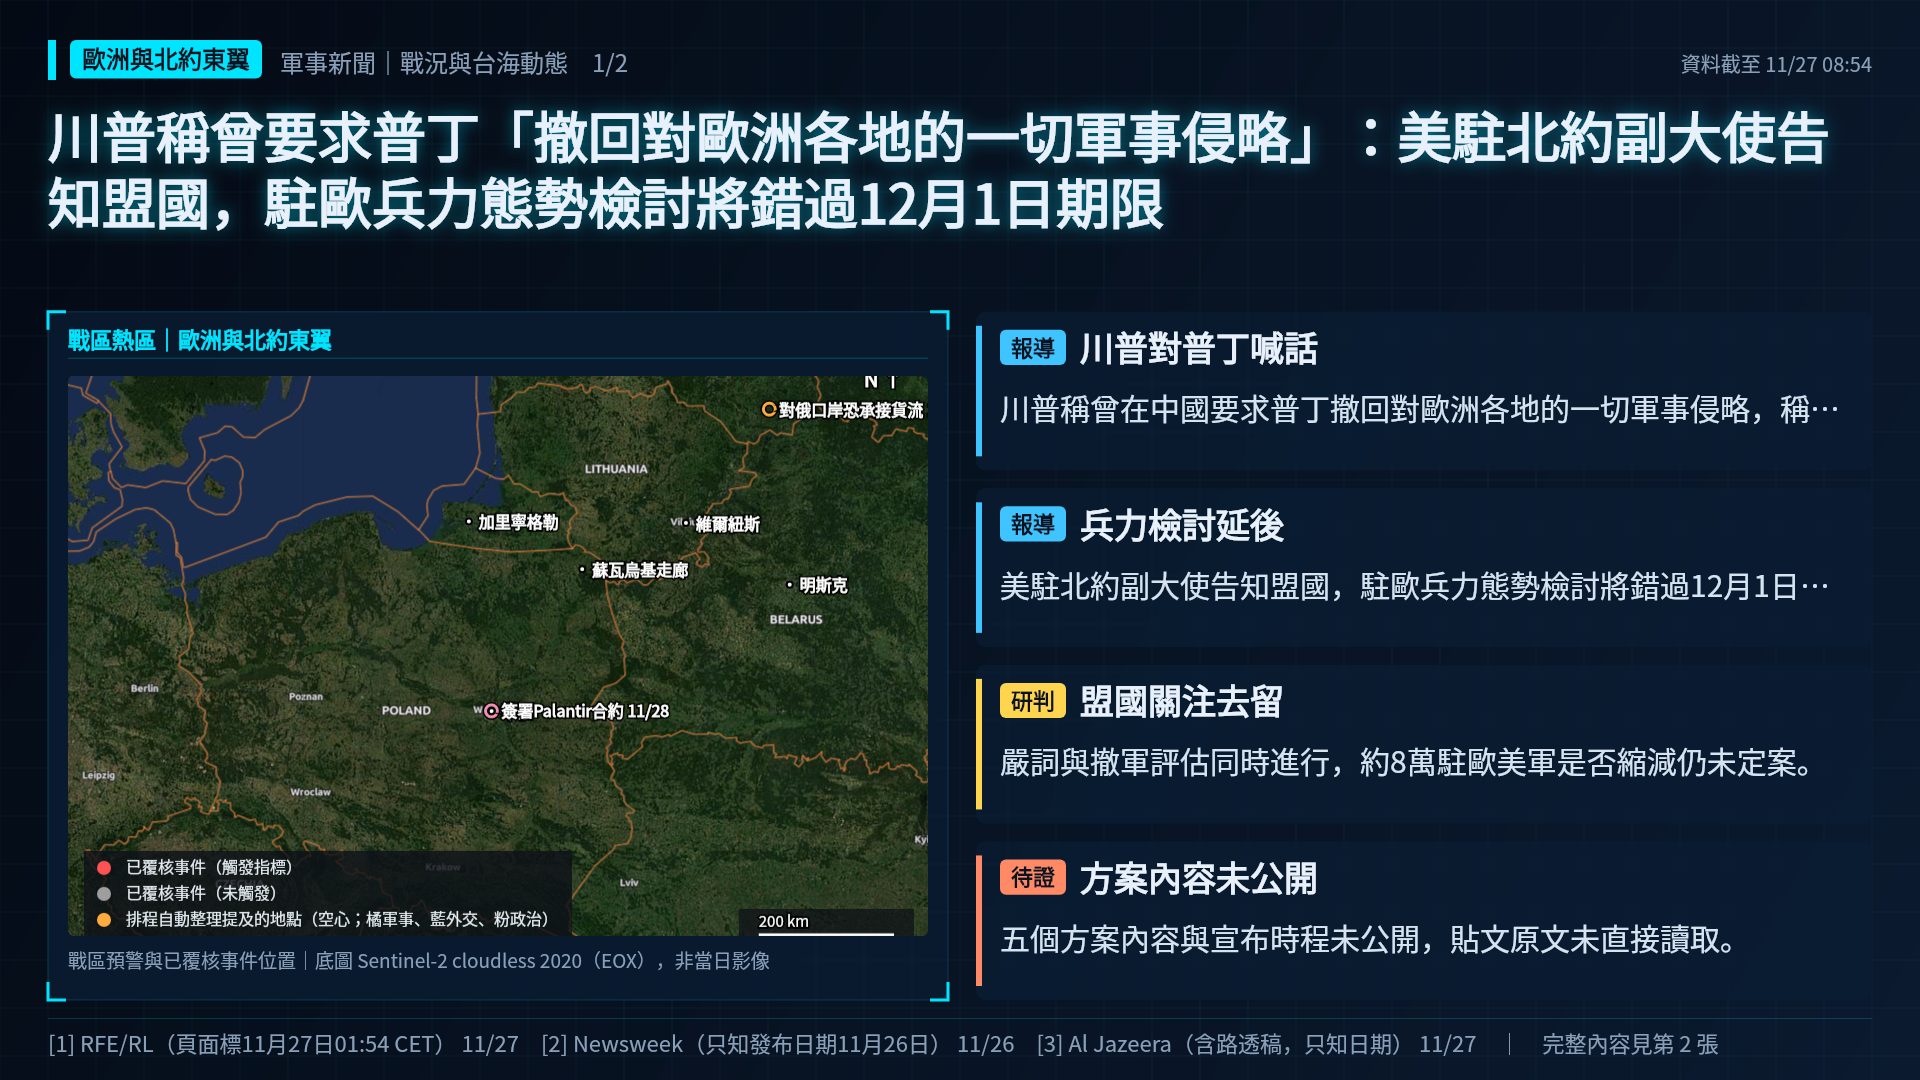 歐洲與北約東翼
軍事新聞｜戰況與台海動態 1/2
資料截至 11/27 08:54
川普稱曾要求普丁「撤回對歐洲各地的一切軍事侵略」：美駐北約副大使告
知盟國，駐歐兵力態勢檢討將錯過12月1日期限
戰區熱區｜歐洲與北約東翼
N
對俄口岸恐承接貨流
LITHUANIA
加里寧格勒
維爾紐斯
蘇瓦烏基走廊
明斯克
BELARUS
Berlin
Poznan
POLAND
簽署Palantir合約 11/28
Leipzig
Wroclaw
Krakow
Lviv
已覆核事件（觸發指標）
已覆核事件（未觸發）
排程自動整理提及的地點（空心；橘軍事、藍外交、粉政治）
200 km
戰區預警與已覆核事件位置｜底圖 Sentinel-2 cloudless 2020（EOX），非當日影像
報導 川普對普丁喊話
川普稱曾在中國要求普丁撤回對歐洲各地的一切軍事侵略，稱…
報導 兵力檢討延後
美駐北約副大使告知盟國，駐歐兵力態勢檢討將錯過12月1日…
研判 盟國關注去留
嚴詞與撤軍評估同時進行，約8萬駐歐美軍是否縮減仍未定案。
待證 方案內容未公開
五個方案內容與宣布時程未公開，貼文原文未直接讀取。
[1] RFE/RL（頁面標11月27日01:54 CET） 11/27 [2] Newsweek（只知發布日期11月26日） 11/26 [3] Al Jazeera（含路透稿，只知日期） 11/27 ｜ 完整內容見第 2 張